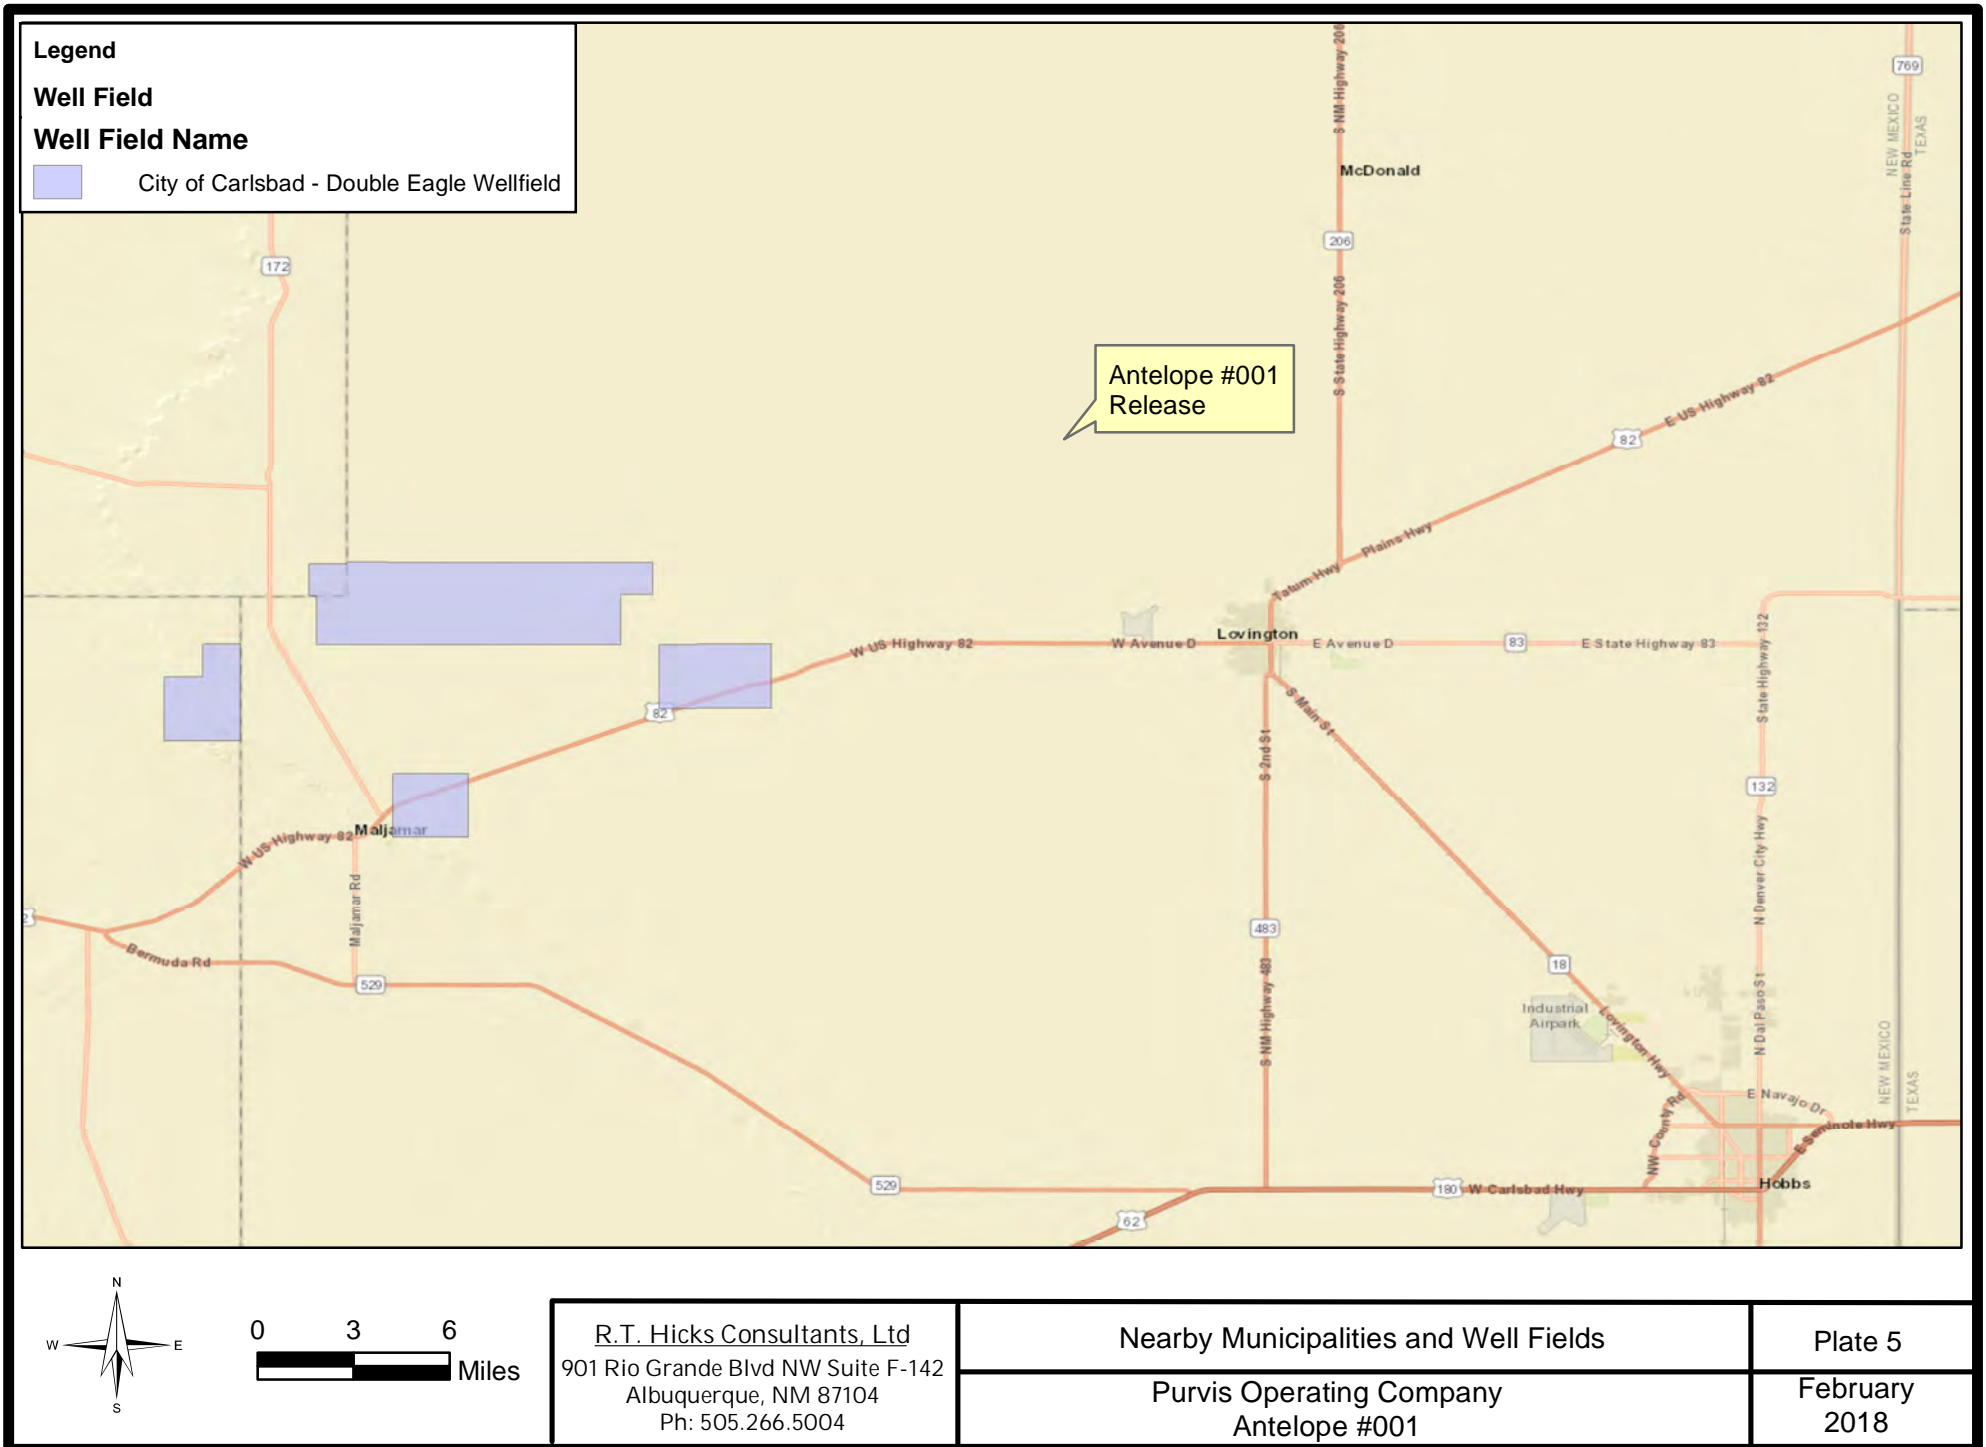 Legend
Well Field
Well Field Name
City of Carlsbad - Double Eagle Wellfield
S NM Highway 206
769
NEW MEXICO
TEXAS
State Line Rd
McDonald
206
172
S State Highway 206
Antelope #001
Release
E US Highway 82
82
Plains Hwy
Tatum Hwy
Lovington
W US Highway 82
W Avenue D
E Avenue D
83
E State Highway 83
State Highway 132
82
S Main St
S 2nd St
132
Maljamar
W US Highway 82
Maljamar Rd
N Denver City Hwy
2
483
Bermuda Rd
529
18
S NM Highway 483
Industrial
Airpark
Lovington Hwy
N Dal Paso St
NEW MEXICO
TEXAS
E Navajo Dr
NW County Rd
E Seminole Hwy
529
180
W Carlsbad Hwy
Hobbs
62
N
W
E
S
0 3 6
Miles
R.T. Hicks Consultants, Ltd
901 Rio Grande Blvd NW Suite F-142
Albuquerque, NM 87104
Ph: 505.266.5004
Nearby Municipalities and Well Fields
Purvis Operating Company
Antelope #001
Plate 5
February
2018